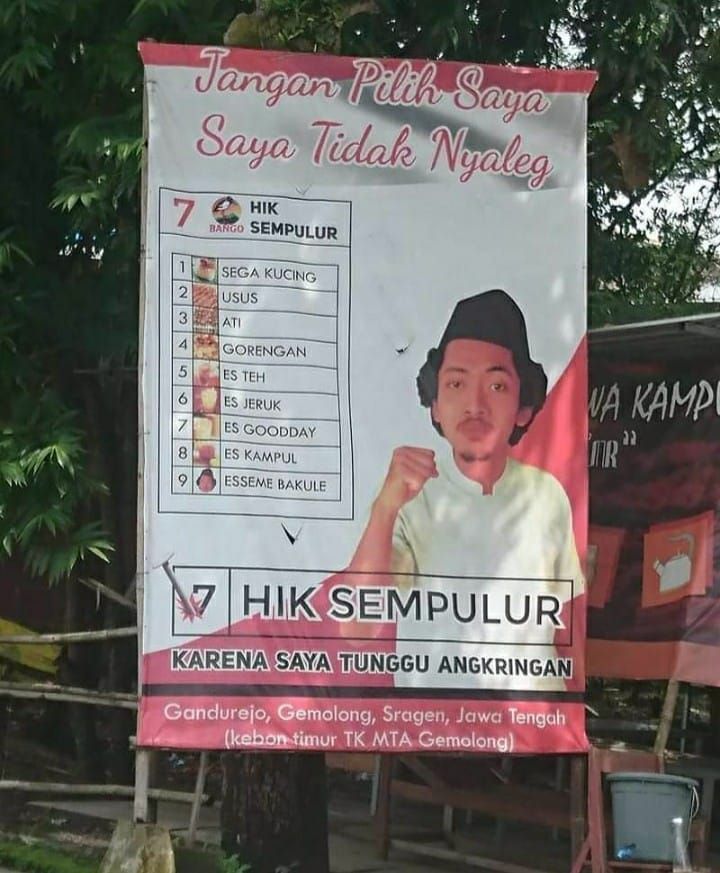 Jangan Pilih Saya
Saya Tidak Nyaleg
7 BANGO HIK SEMPULUR
1 SEGA KUCING
2 USUS
3 ATI
4 GORENGAN
5 ES TEH
6 ES JERUK
7 ES GOODDAY
8 ES KAMPUL
9 ESSEME BAKULE
7 HIK SEMPULUR
KARENA SAYA TUNGGU ANGKRINGAN
Gandurejo, Gemolong, Sragen, Jawa Tengah
(kebon timur TK MTA Gemolong)